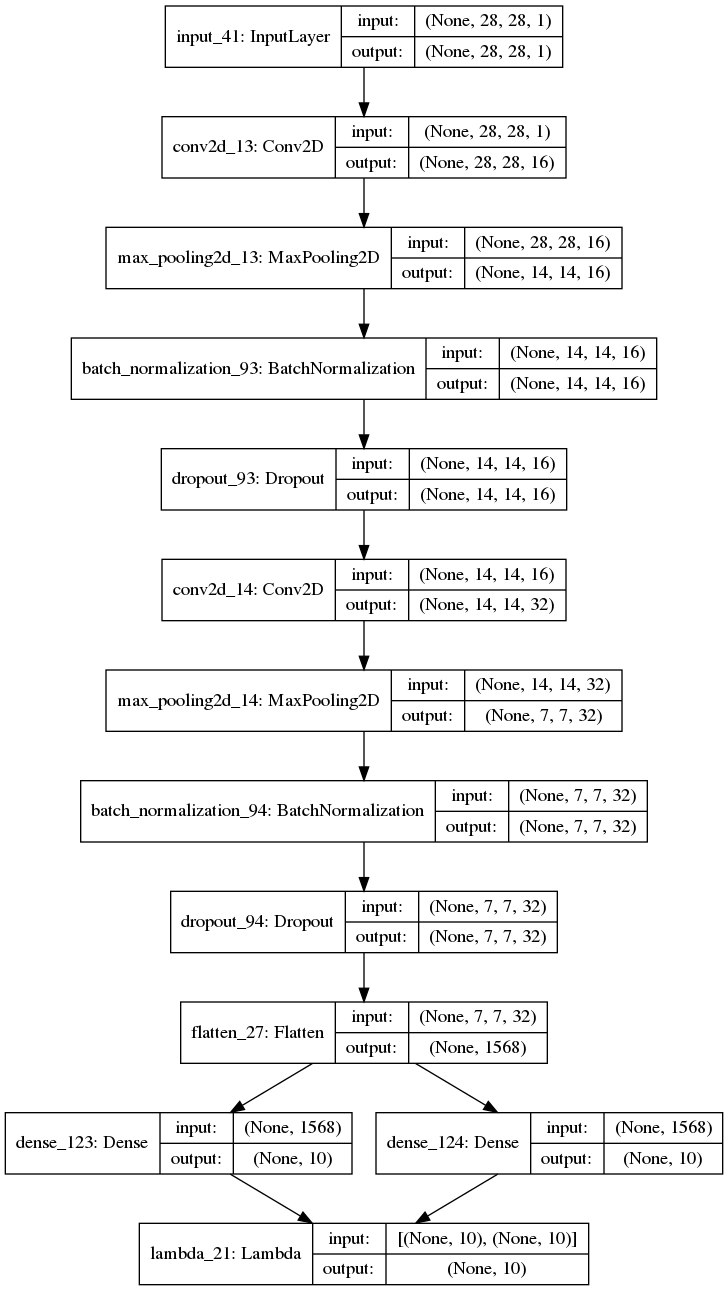 input_41: InputLayer
input: (None, 28, 28, 1)
output: (None, 28, 28, 1)
conv2d_13: Conv2D
input: (None, 28, 28, 1)
output: (None, 28, 28, 16)
max_pooling2d_13: MaxPooling2D
input: (None, 28, 28, 16)
output: (None, 14, 14, 16)
batch_normalization_93: BatchNormalization
input: (None, 14, 14, 16)
output: (None, 14, 14, 16)
dropout_93: Dropout
input: (None, 14, 14, 16)
output: (None, 14, 14, 16)
conv2d_14: Conv2D
input: (None, 14, 14, 16)
output: (None, 14, 14, 32)
max_pooling2d_14: MaxPooling2D
input: (None, 14, 14, 32)
output: (None, 7, 7, 32)
batch_normalization_94: BatchNormalization
input: (None, 7, 7, 32)
output: (None, 7, 7, 32)
dropout_94: Dropout
input: (None, 7, 7, 32)
output: (None, 7, 7, 32)
flatten_27: Flatten
input: (None, 7, 7, 32)
output: (None, 1568)
dense_123: Dense
input: (None, 1568)
output: (None, 10)
dense_124: Dense
input: (None, 1568)
output: (None, 10)
lambda_21: Lambda
input: [(None, 10), (None, 10)]
output: (None, 10)